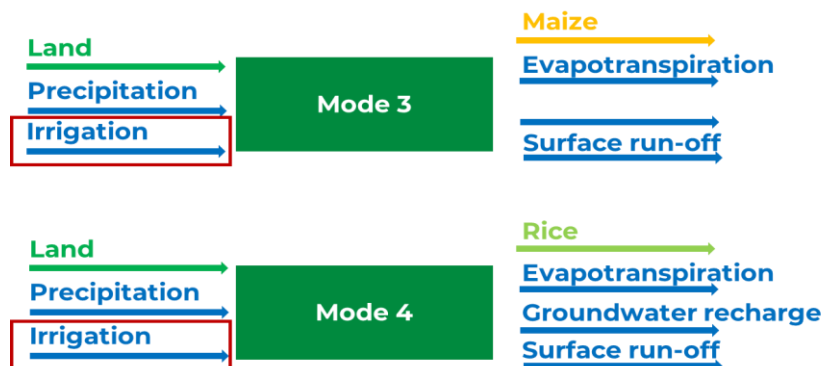 Land
Precipitation
Irrigation
Mode 3
Maize
Evapotranspiration
Surface run-off
Land
Precipitation
Irrigation
Mode 4
Rice
Evapotranspiration
Groundwater recharge
Surface run-off